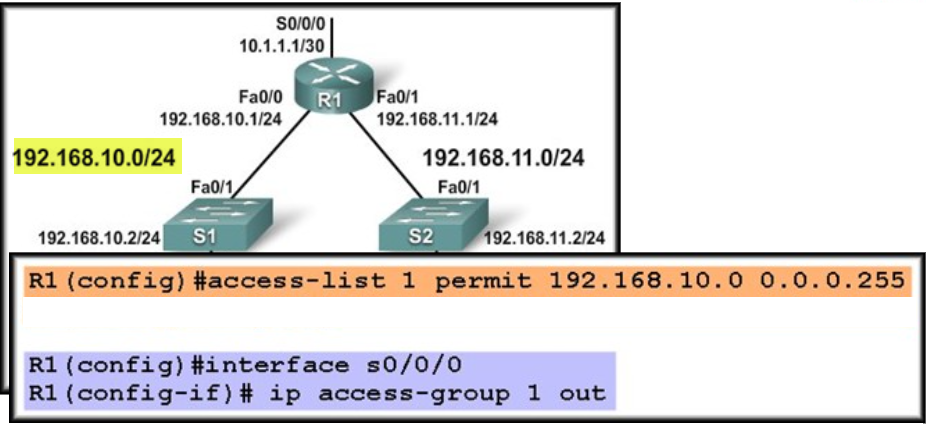 S0/0/0
10.1.1.1/30
Fa0/0
R1
Fa0/1
192.168.10.1/24
192.168.11.1/24
192.168.10.0/24
192.168.11.0/24
Fa0/1
Fa0/1
192.168.10.2/24
S1
S2
192.168.11.2/24
R1(config)#access-list 1 permit 192.168.10.0 0.0.0.255
R1(config)#interface s0/0/0
R1(config-if)# ip access-group 1 out